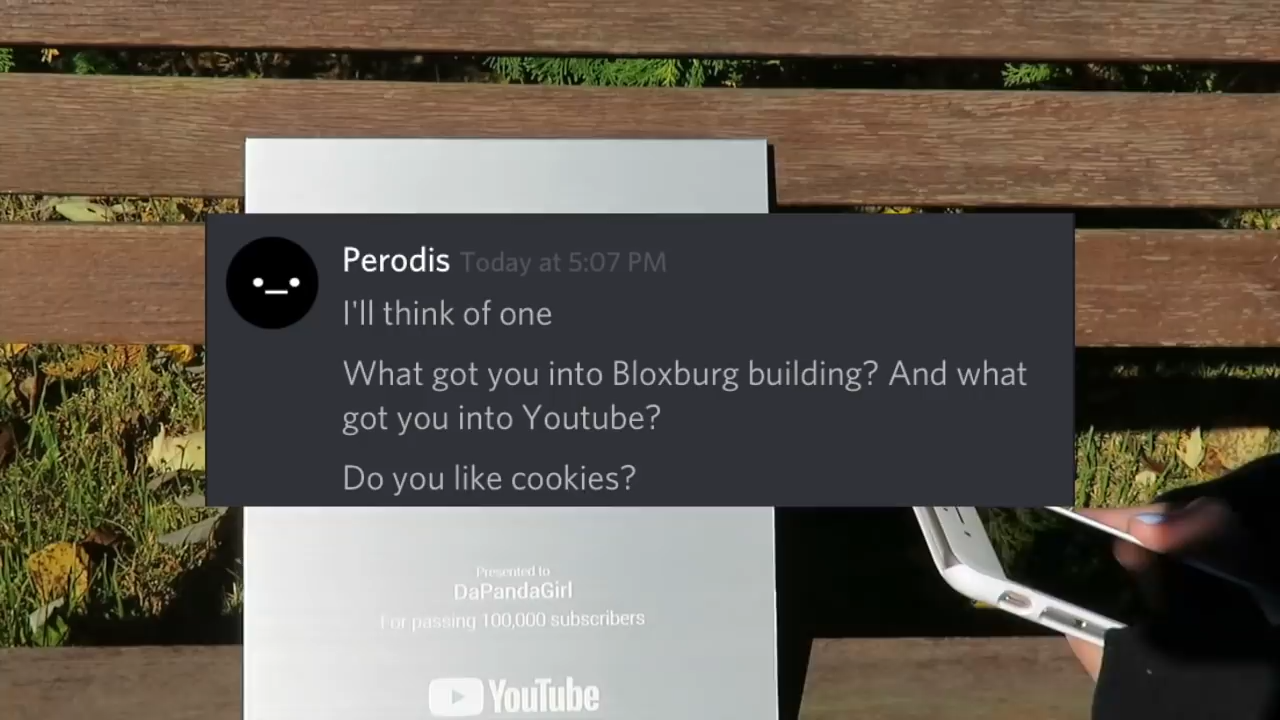 Perodis Today at 5:07 PM
I'll think of one
What got you into Bloxburg building? And what
got you into Youtube?
Do you like cookies?
Presented to
DaPandaGirl
For passing 100,000 subscribers
YouTube